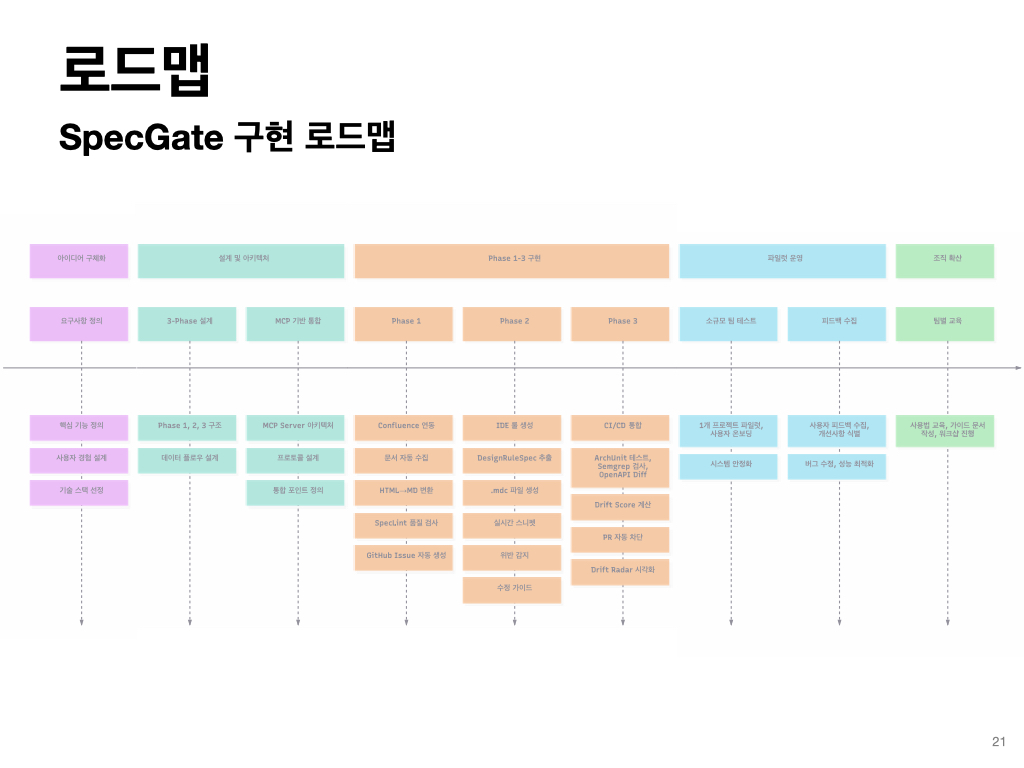 로드맵
SpecGate 구현 로드맵
아이디어 구체화
설계 및 아키텍처
Phase 1-3 구현
파일럿 운영
조직 확산
요구사항 정의
3-Phase 설계
MCP 기반 통합
Phase 1
Phase 2
Phase 3
소규모 팀 테스트
피드백 수집
팀별 교육
핵심 기능 정의
사용자 경험 설계
기술 스택 선정
Phase 1, 2, 3 구조
데이터 플로우 설계
MCP Server 아키텍처
프로토콜 설계
통합 포인트 정의
Confluence 연동
문서 자동 수집
HTML→MD 변환
SpecLint 품질 검사
GitHub Issue 자동 생성
IDE 룰 생성
DesignRuleSpec 추출
.mdc 파일 생성
실시간 스니펫
위반 감지
수정 가이드
CI/CD 통합
ArchUnit 테스트,
Semgrep 검사,
OpenAPI Diff
Drift Score 계산
PR 자동 차단
Drift Radar 시각화
1개 프로젝트 파일럿,
사용자 온보딩
시스템 안정화
사용자 피드백 수집,
개선사항 식별
버그 수정, 성능 최적화
사용법 교육, 가이드 문서
작성, 워크샵 진행
21